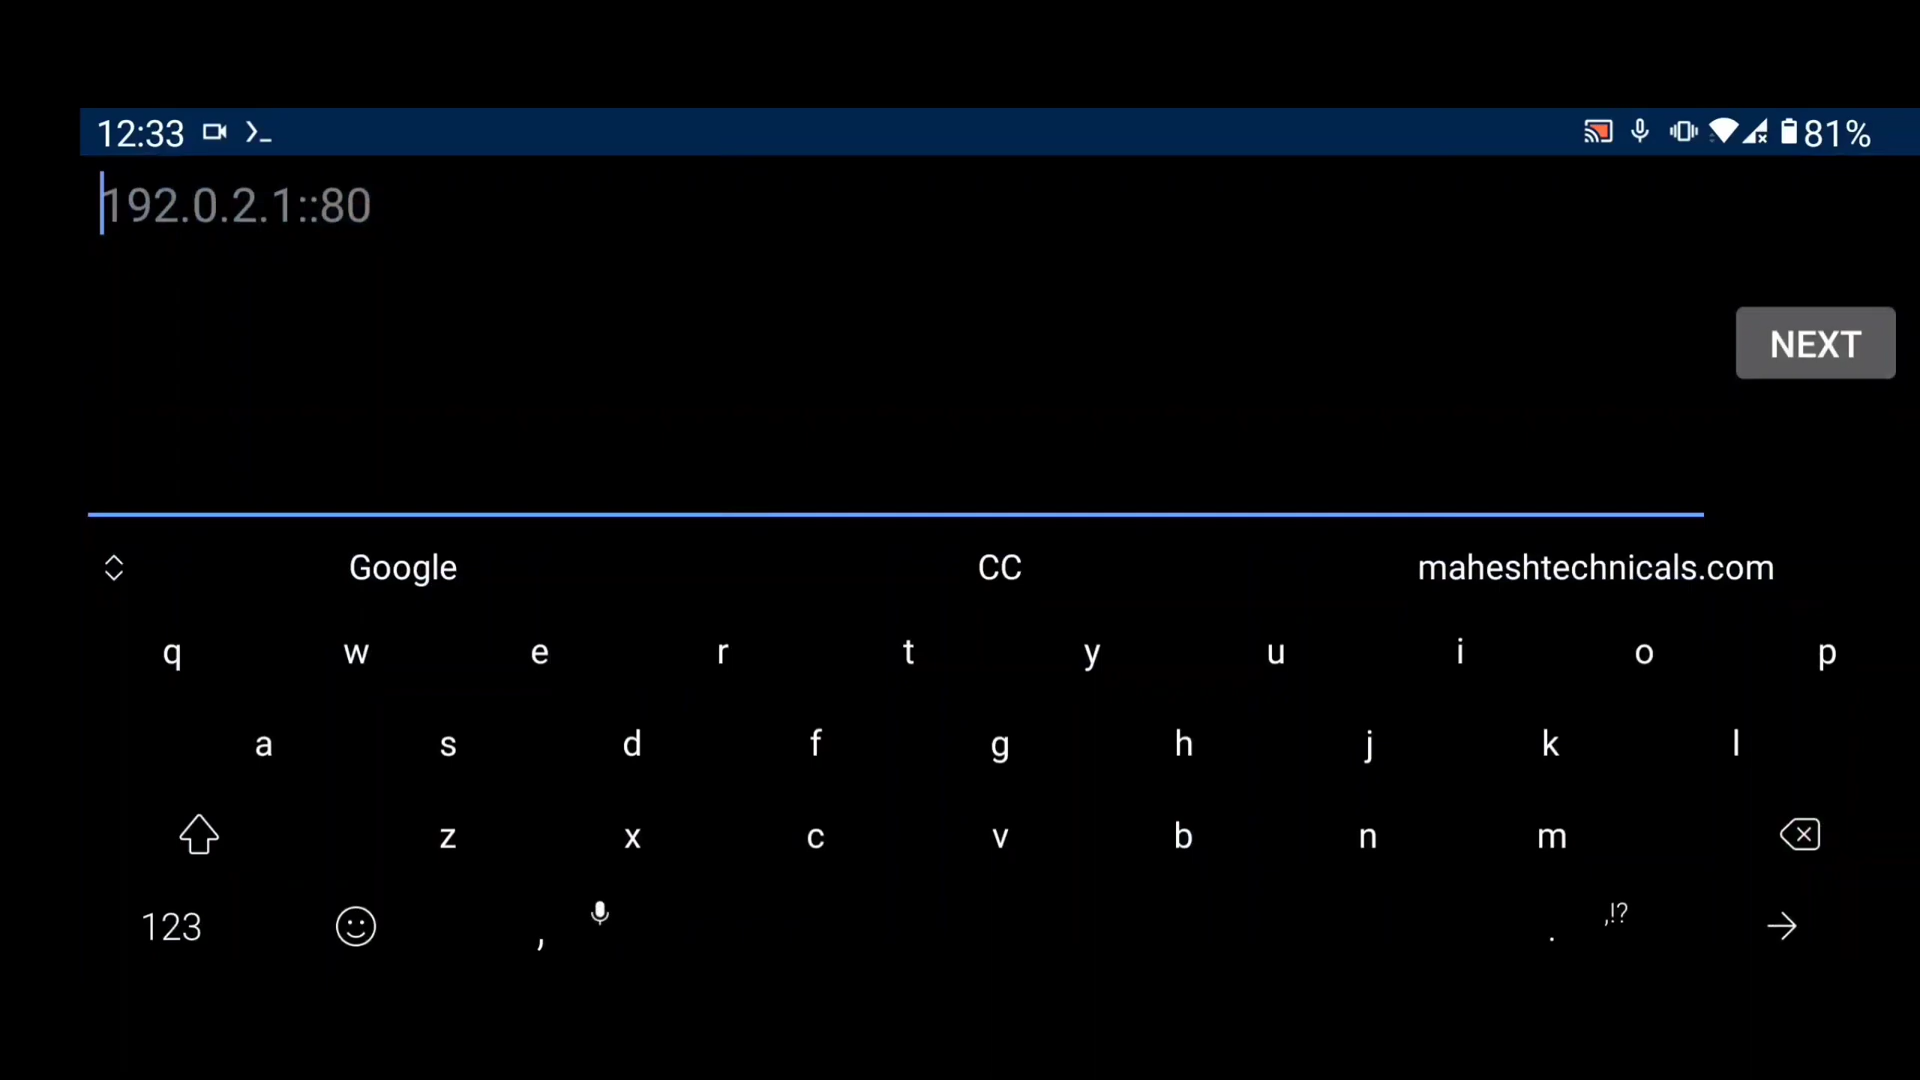 12:33 81%
192.0.2.1::80
NEXT
Google CC maheshtechnicals.com
q w e r t y u i o p
a s d f g h j k l
z x c v b n m
123 , . ,!?